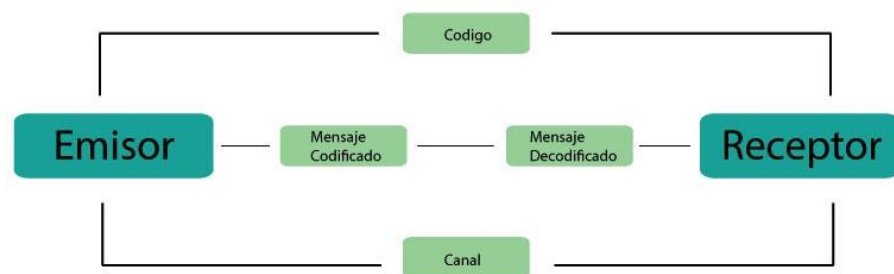 Codigo
Emisor
Mensaje
Codificado
Mensaje
Decodificado
Receptor
Canal